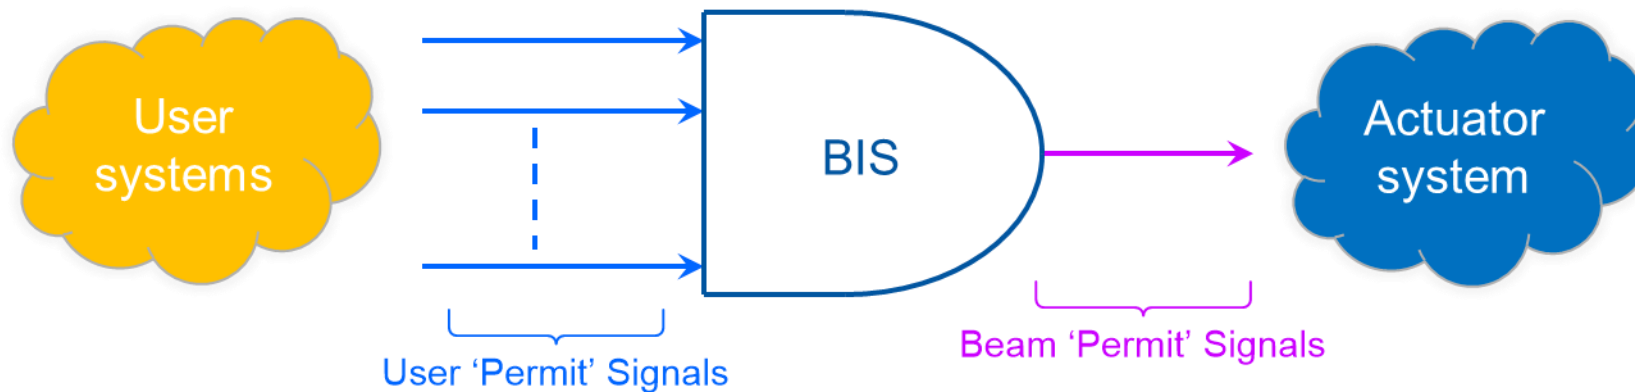 User
systems
BIS
Actuator
system
User ‘Permit’ Signals
Beam ‘Permit’ Signals